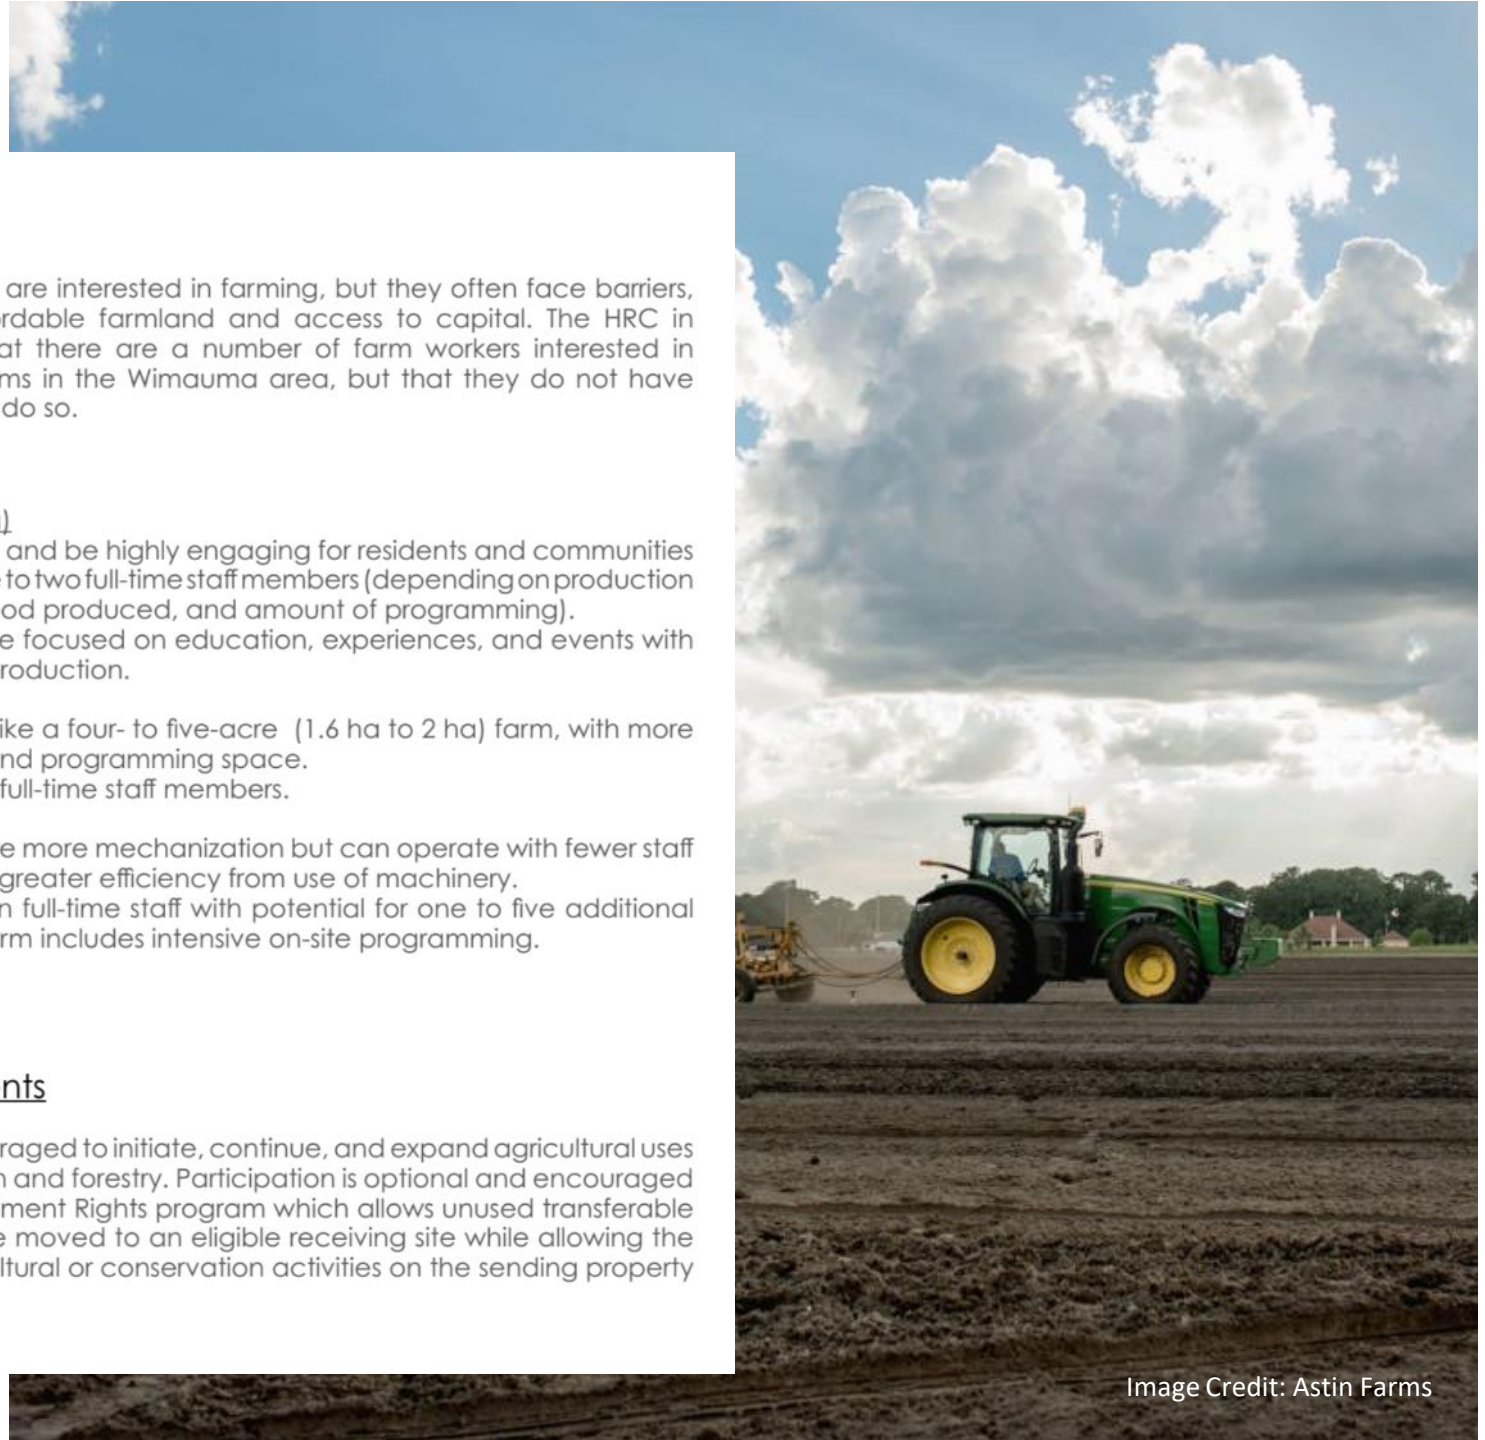 are interested in farming, but they often face barriers,
rdable farmland and access to capital. The HRC in
at there are a number of farm workers interested in
ms in the Wimauma area, but that they do not have
do so.
)
and be highly engaging for residents and communities
to two full-time staff members (depending on production
od produced, and amount of programming).
e focused on education, experiences, and events with
roduction.
ike a four- to five-acre (1.6 ha to 2 ha) farm, with more
nd programming space.
full-time staff members.
e more mechanization but can operate with fewer staff
greater efficiency from use of machinery.
n full-time staff with potential for one to five additional
rm includes intensive on-site programming.
nts
raged to initiate, continue, and expand agricultural uses
n and forestry. Participation is optional and encouraged
ment Rights program which allows unused transferable
e moved to an eligible receiving site while allowing the
ltural or conservation activities on the sending property
Image Credit: Astin Farms